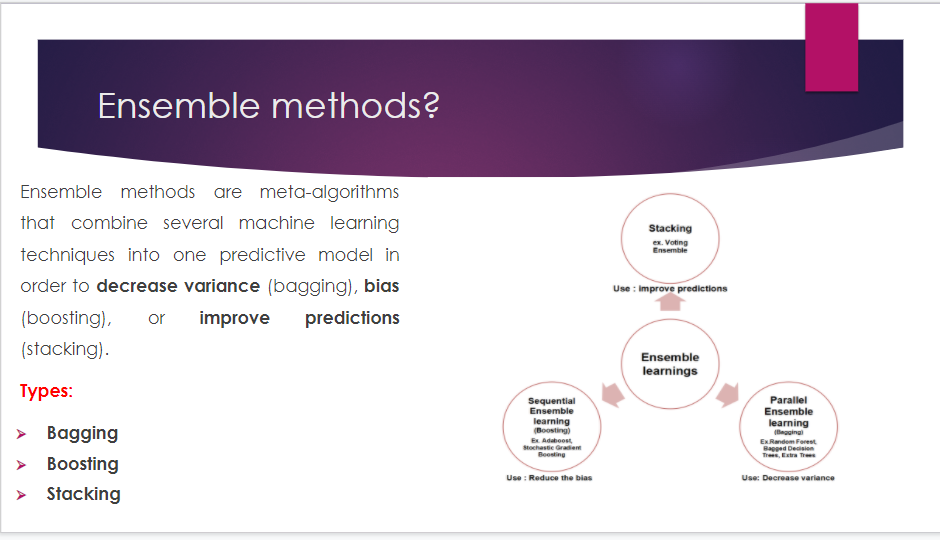 Ensemble methods?
Ensemble methods are meta-algorithms
that combine several machine learning
techniques into one predictive model in
order to decrease variance (bagging), bias
(boosting), or improve predictions
(stacking).
Types:
➢ Bagging
➢ Boosting
➢ Stacking
Stacking
ex. Voting
Ensemble
Use : improve predictions
Ensemble
learnings
Sequential
Ensemble
learning
(Boosting)
Ex. Adaboost,
Stochastic Gradient
Boosting
Use : Reduce the bias
Parallel
Ensemble
learning
(Bagging)
Ex.Random Forest,
Bagged Decision
Trees, Extra Trees
Use: Decrease variance